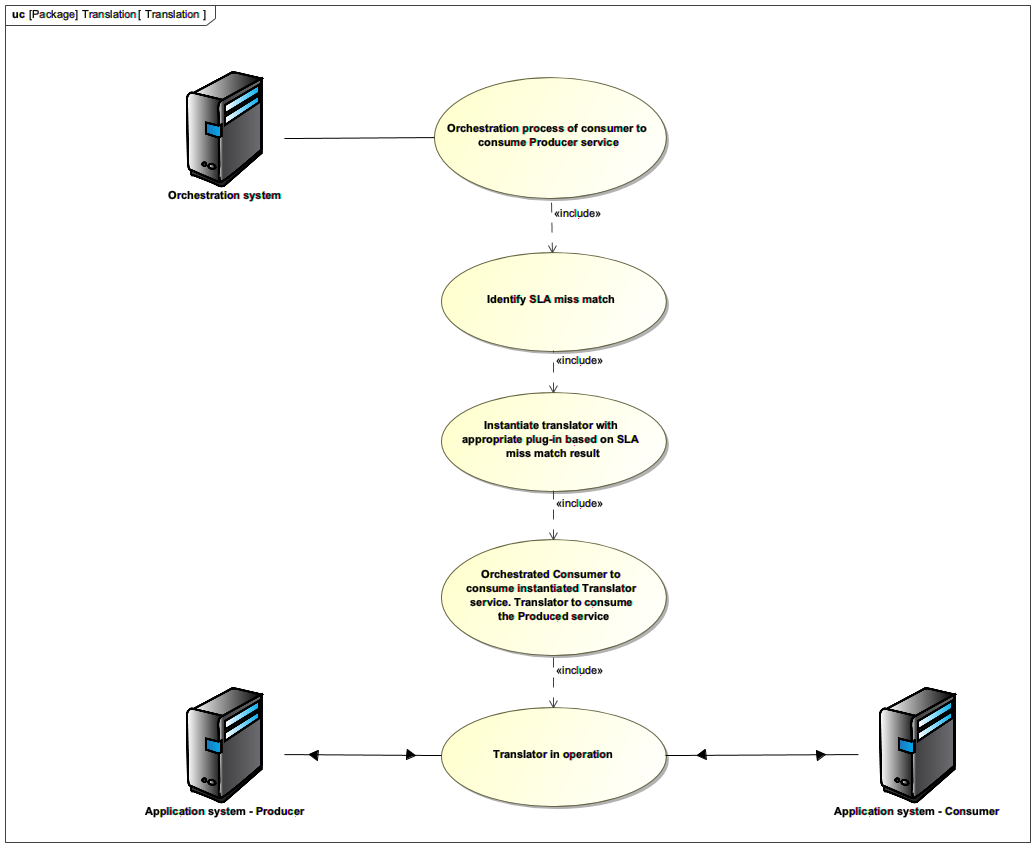 uc [Package] Translation[ Translation ]
Orchestration process of consumer to
consume Producer service
Orchestration system
«include»
Identify SLA miss match
«include»
Instantiate translator with
appropriate plug-in based on SLA
miss match result
«include»
Orchestrated Consumer to
consume instantiated Translator
service. Translator to consume
the Produced service
«include»
Translator in operation
Application system - Producer
Application system - Consumer